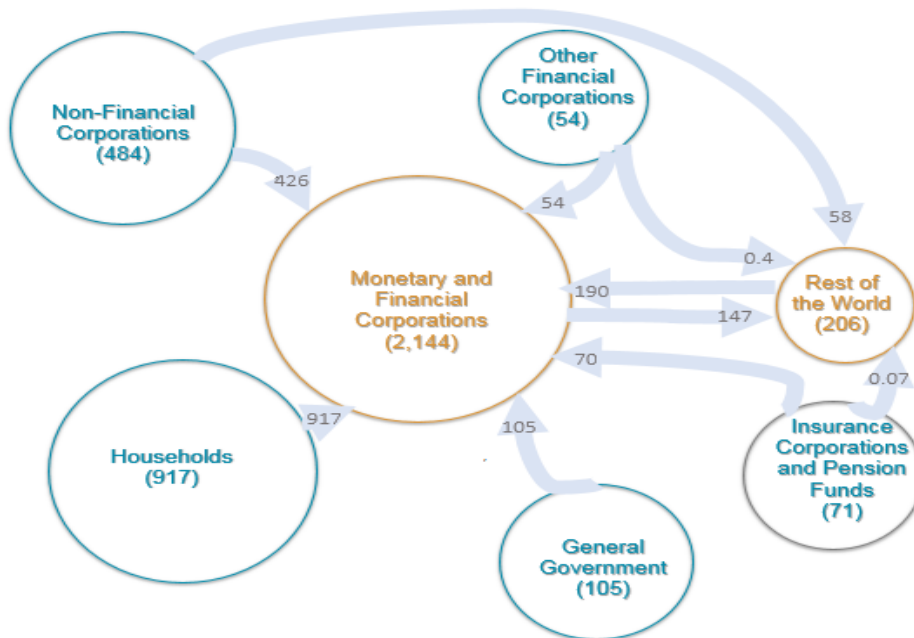 Non-Financial
Corporations
(484)
Other
Financial
Corporations
(54)
426
54
58
0.4
Monetary and
Financial
Corporations
(2,144)
190
147
Rest of
the World
(206)
70
0.07
917
105
Households
(917)
Insurance
Corporations
and Pension
Funds
(71)
General
Government
(105)